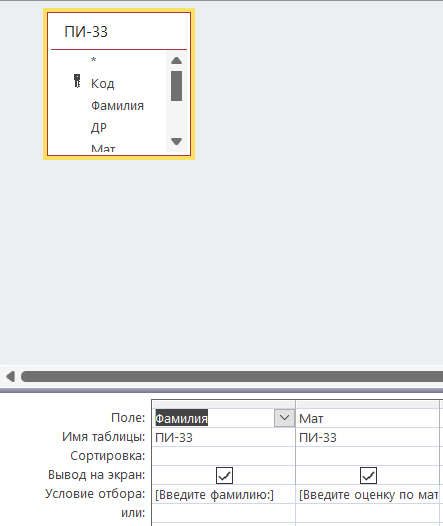 ПИ-33
*
Код
Фамилия
ДР
Мат
Поле: Фамилия Мат
Имя таблицы: ПИ-33 ПИ-33
Сортировка:
Вывод на экран:
Условие отбора: [Введите фамилию:] [Введите оценку по мат
или: